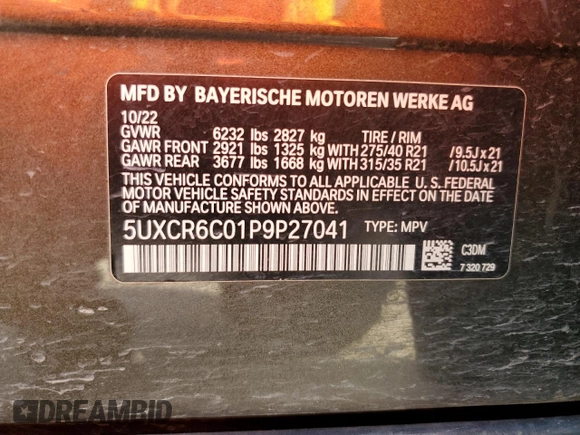 MFD BY BAYERISCHE MOTOREN WERKE AG
10/22
GVWR 6232 lbs 2827 kg TIRE / RIM
GAWR FRONT 2921 lbs 1325 kg WITH 275/40 R21 /9.5J x 21
GAWR REAR 3677 lbs 1668 kg WITH 315/35 R21 /10.5J x 21
THIS VEHICLE CONFORMS TO ALL APPLICABLE U.S. FEDERAL
MOTOR VEHICLE SAFETY STANDARDS IN EFFECT ON THE DATE OF
MANUFACTURE SHOWN ABOVE.
5UXCR6C01P9P27041 TYPE: MPV
C3DM
7 320 729
DREAMBID